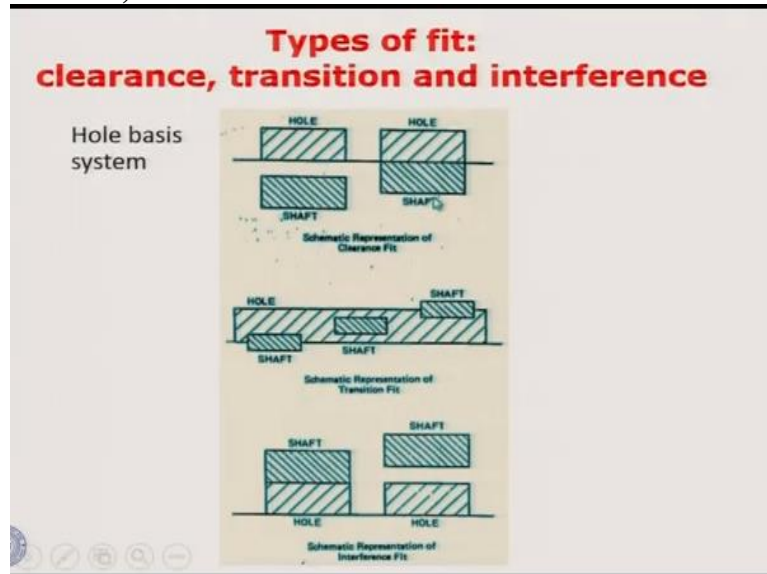 Types of fit:
clearance, transition and interference
Hole basis
system
HOLE
HOLE
SHAFT
SHAFT
Schematic Representation of
Clearance Fit
HOLE
SHAFT
SHAFT
SHAFT
Schematic Representation of
Transition Fit
SHAFT
SHAFT
HOLE
HOLE
Schematic Representation of
Interference Fit